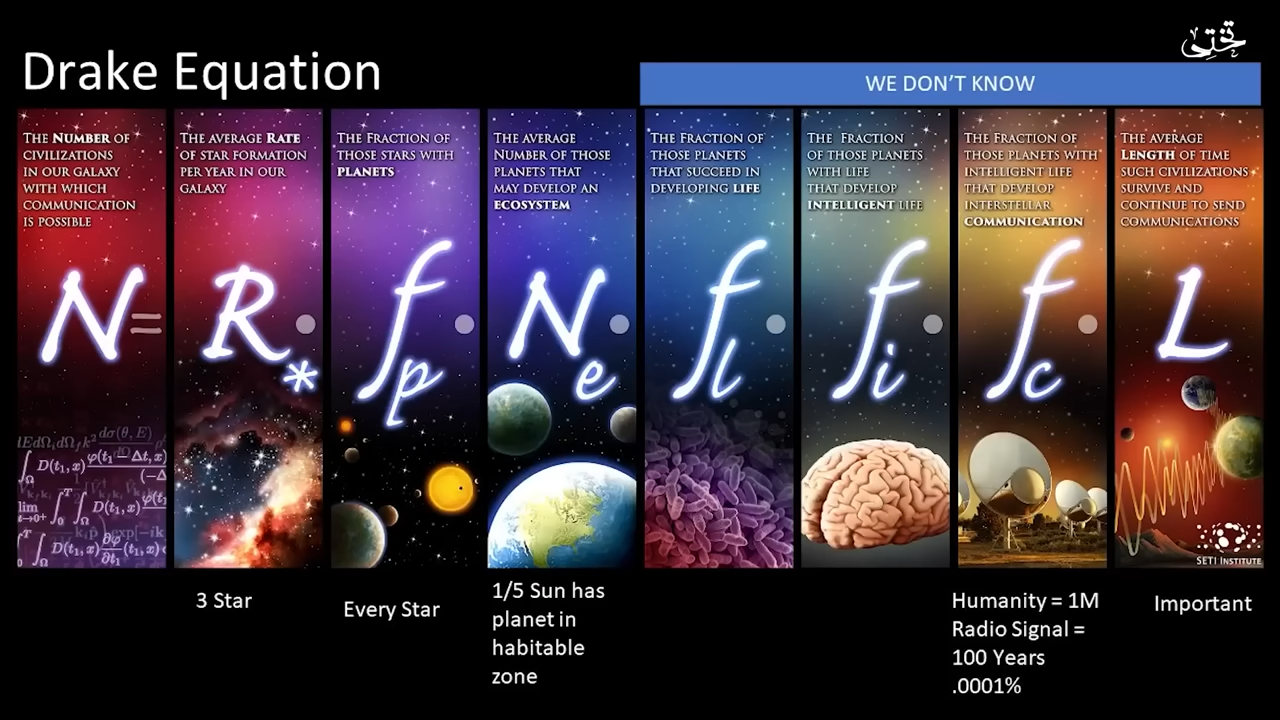 تختی
Drake Equation
WE DON'T KNOW
THE NUMBER OF
CIVILIZATIONS
IN OUR GALAXY
WITH WHICH
COMMUNICATION
IS POSSIBLE
N=
THE AVERAGE RATE
OF STAR FORMATION
PER YEAR IN OUR
GALAXY
R*
THE FRACTION OF
THOSE STARS WITH
PLANETS
fp
THE AVERAGE
NUMBER OF THOSE
PLANETS THAT
MAY DEVELOP AN
ECOSYSTEM
Ne
THE FRACTION OF
THOSE PLANETS
THAT SUCCEED IN
DEVELOPING LIFE
fl
THE FRACTION
OF THOSE PLANETS
WITH LIFE
THAT DEVELOP
INTELLIGENT LIFE
fi
THE FRACTION OF
THOSE PLANETS WITH
INTELLIGENT LIFE
THAT DEVELOP
INTERSTELLAR
COMMUNICATION
fc
THE AVERAGE
LENGTH OF TIME
SUCH CIVILIZATIONS
SURVIVE AND
CONTINUE TO SEND
COMMUNICATIONS
L
SETI INSTITUTE
3 Star
Every Star
1/5 Sun has
planet in
habitable
zone
Humanity = 1M
Radio Signal =
100 Years
.0001%
Important